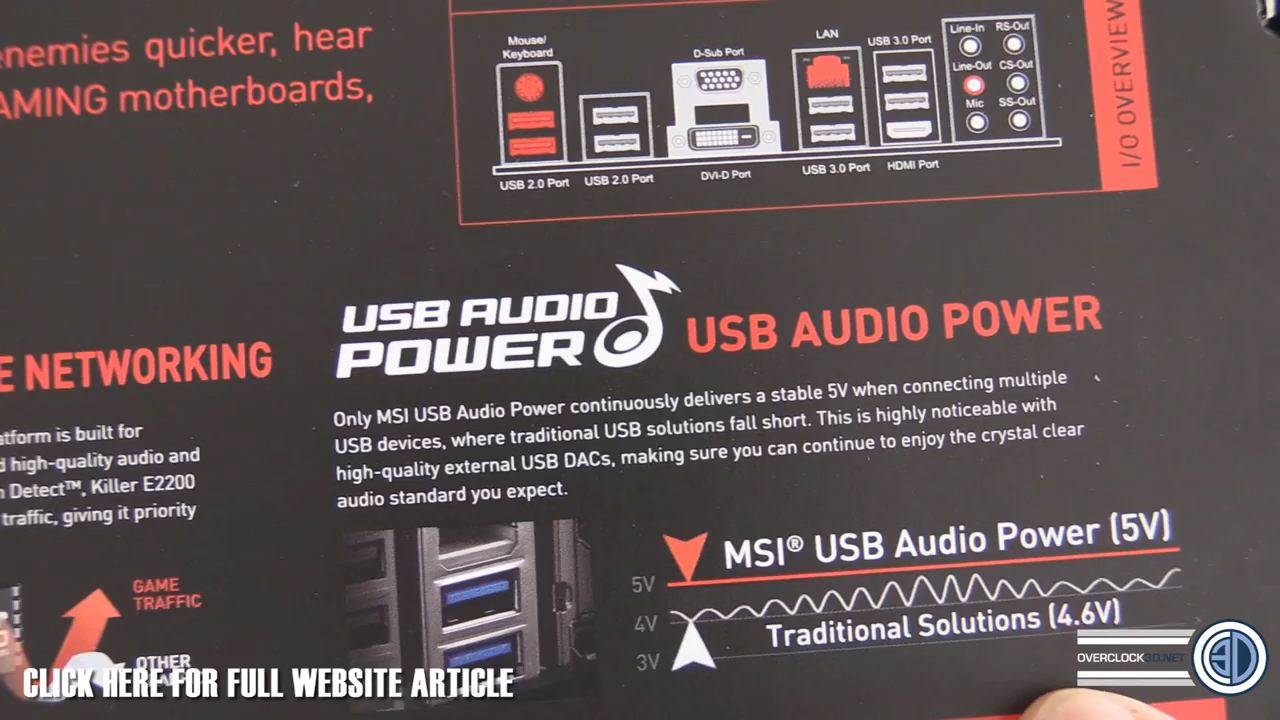 enemies quicker, hear
AMING motherboards,
Mouse/
Keyboard
D-Sub Port
LAN
USB 3.0 Port
Line-In
RS-Out
Line-Out
CS-Out
Mic
SS-Out
USB 2.0 Port
USB 2.0 Port
DVI-D Port
USB 3.0 Port
HDMI Port
I/O OVERVIEW
USB AUDIO
POWER
USB AUDIO POWER
E NETWORKING
Only MSI USB Audio Power continuously delivers a stable 5V when connecting multiple
USB devices, where traditional USB solutions fall short. This is highly noticeable with
high-quality external USB DACs, making sure you can continue to enjoy the crystal clear
audio standard you expect.
atform is built for
d high-quality audio and
n Detect™, Killer E2200
traffic, giving it priority
GAME
TRAFFIC
OTHER
MSI® USB Audio Power (5V)
5V
4V
3V
Traditional Solutions (4.6V)
OVERCLOCK3D.NET
3D
CLICK HERE FOR FULL WEBSITE ARTICLE